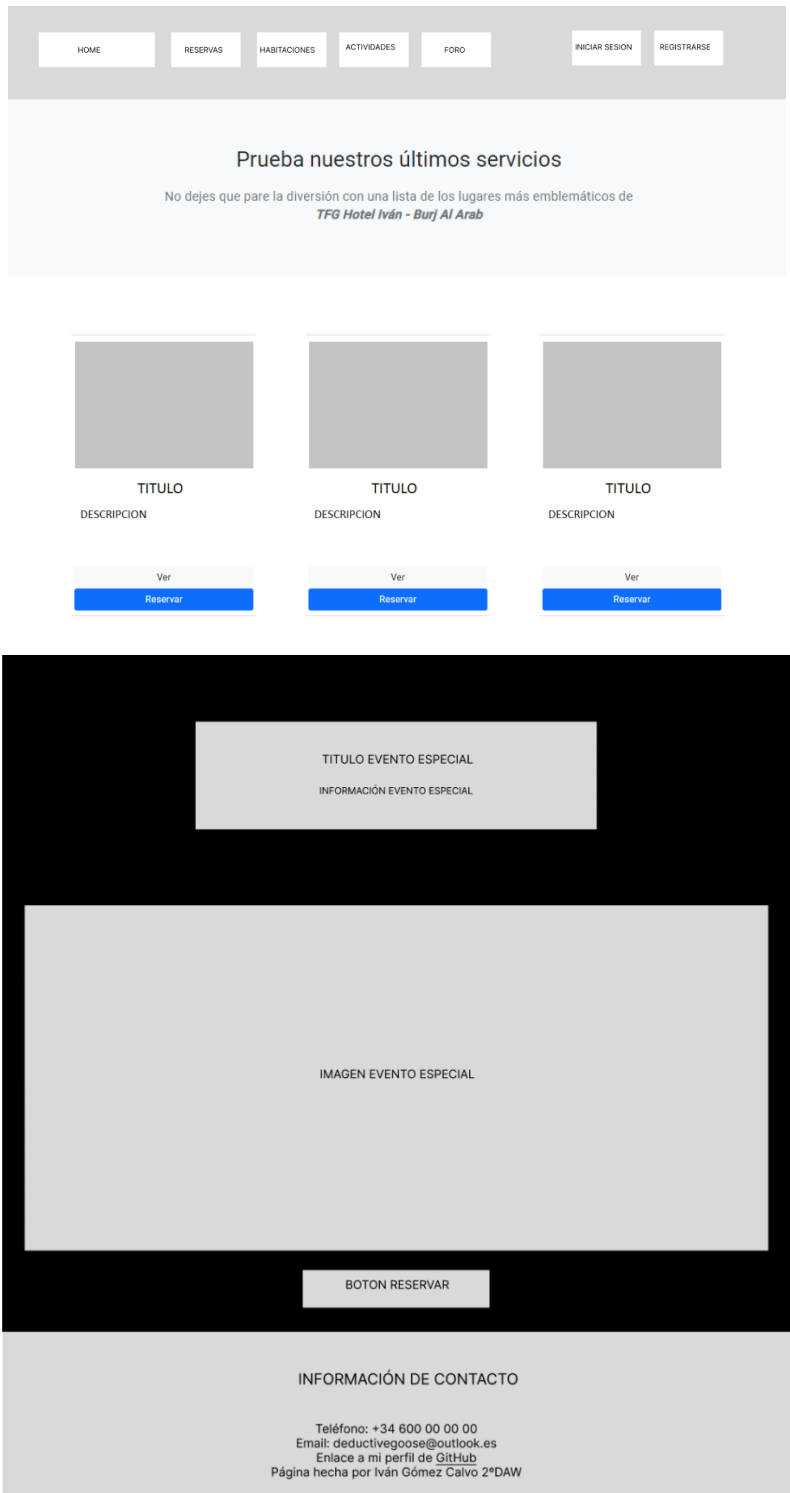 HOME
RESERVAS
HABITACIONES
ACTIVIDADES
FORO
INICIAR SESION
REGISTRARSE
Prueba nuestros últimos servicios
No dejes que pare la diversión con una lista de los lugares más emblemáticos de
TFG Hotel Iván - Burj Al Arab
TITULO
DESCRIPCION
Ver
Reservar
TITULO
DESCRIPCION
Ver
Reservar
TITULO
DESCRIPCION
Ver
Reservar
TITULO EVENTO ESPECIAL
INFORMACIÓN EVENTO ESPECIAL
IMAGEN EVENTO ESPECIAL
BOTON RESERVAR
INFORMACIÓN DE CONTACTO
Teléfono: +34 600 00 00 00
Email: deductivegoose@outlook.es
Enlace a mi perfil de GitHub
Página hecha por Iván Gómez Calvo 2ºDAW